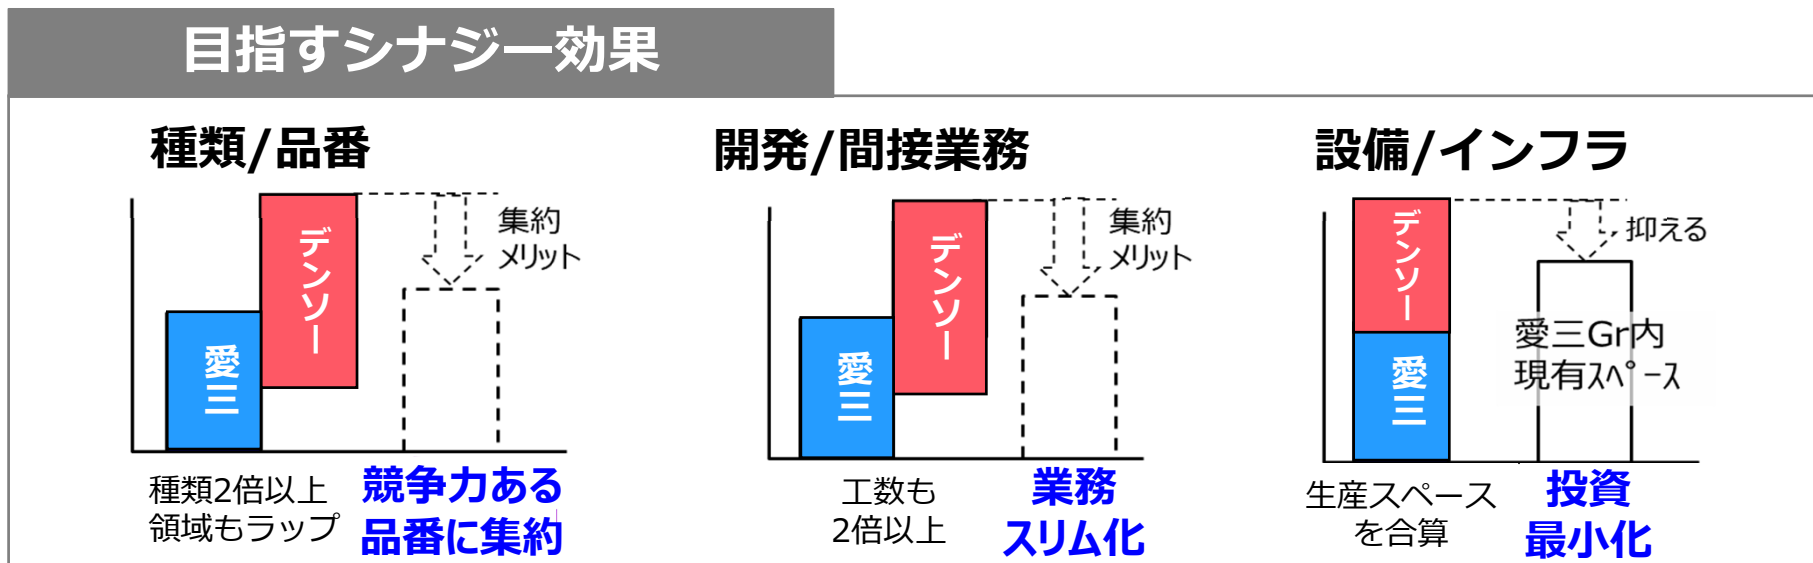 目指すシナジー効果
種類/品番
デンソー
愛三
集約
メリット
種類2倍以上
領域もラップ
競争力ある
品番に集約
開発/間接業務
デンソー
愛三
集約
メリット
工数も
2倍以上
業務
スリム化
設備/インフラ
デンソー
愛三
抑える
愛三Gr内
現有ｽﾍﾟｰｽ
生産スペース
を合算
投資
最小化